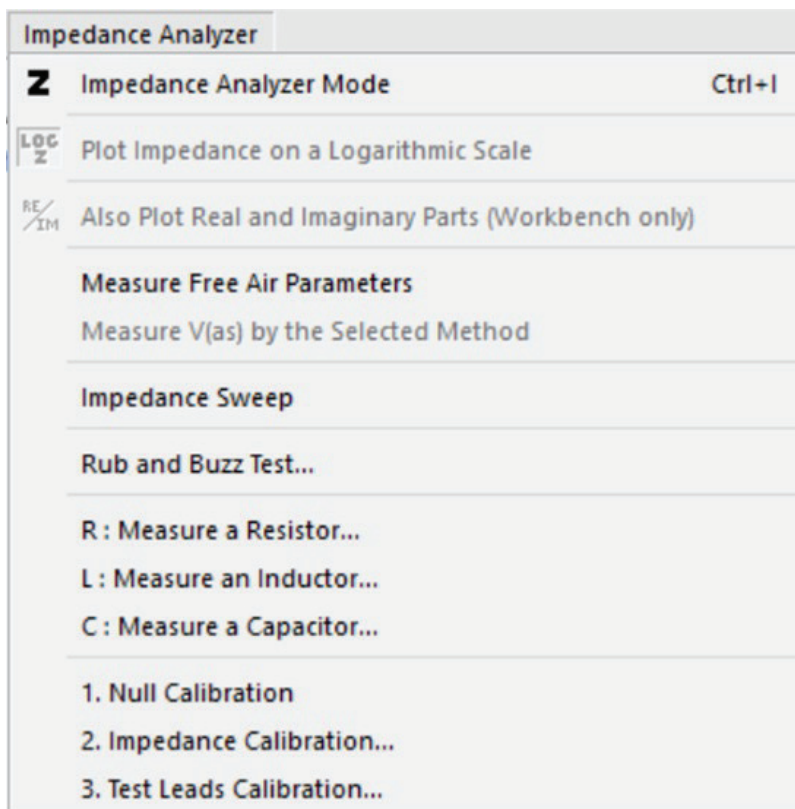 Impedance Analyzer
Z Impedance Analyzer Mode Ctrl+I
LOG
Z
Plot Impedance on a Logarithmic Scale
RE/
IM
Also Plot Real and Imaginary Parts (Workbench only)
Measure Free Air Parameters
Measure V(as) by the Selected Method
Impedance Sweep
Rub and Buzz Test...
R : Measure a Resistor...
L : Measure an Inductor...
C : Measure a Capacitor...
1. Null Calibration
2. Impedance Calibration...
3. Test Leads Calibration...